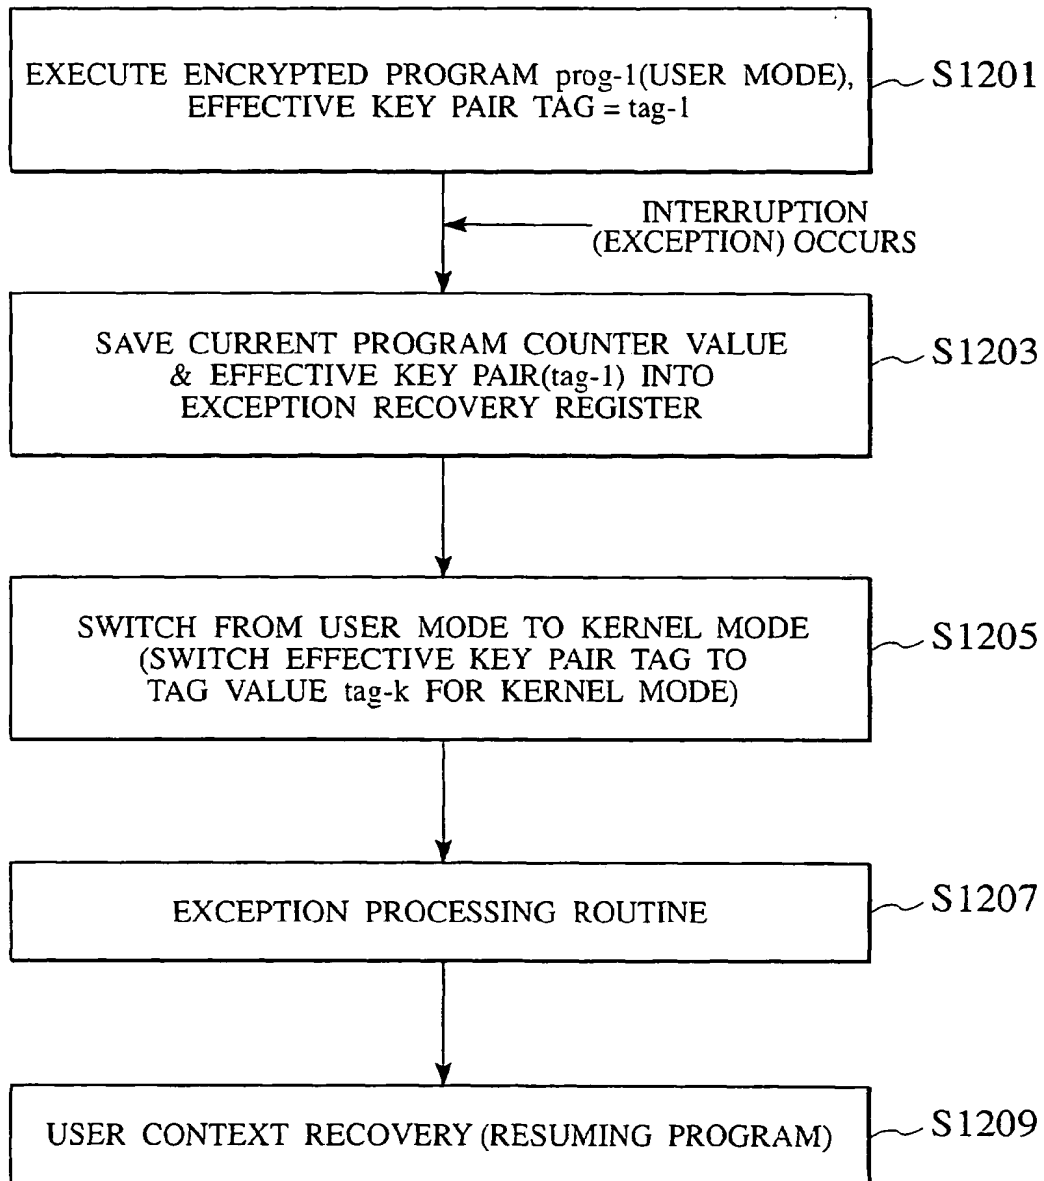 EXECUTE ENCRYPTED PROGRAM prog-1(USER MODE),
EFFECTIVE KEY PAIR TAG = tag-1
S1201
INTERRUPTION
(EXCEPTION) OCCURS
SAVE CURRENT PROGRAM COUNTER VALUE
& EFFECTIVE KEY PAIR(tag-1) INTO
EXCEPTION RECOVERY REGISTER
S1203
SWITCH FROM USER MODE TO KERNEL MODE
(SWITCH EFFECTIVE KEY PAIR TAG TO
TAG VALUE tag-k FOR KERNEL MODE)
S1205
EXCEPTION PROCESSING ROUTINE
S1207
USER CONTEXT RECOVERY (RESUMING PROGRAM)
S1209